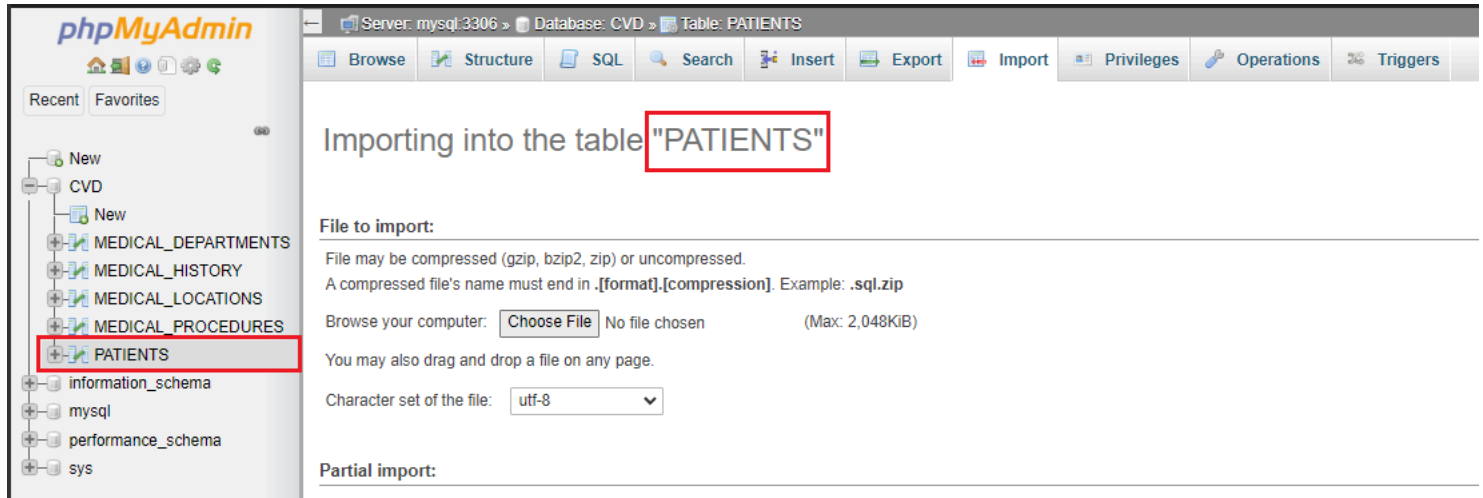 phpMyAdmin
Recent Favorites
New
CVD
New
MEDICAL_DEPARTMENTS
MEDICAL_HISTORY
MEDICAL_LOCATIONS
MEDICAL_PROCEDURES
PATIENTS
information_schema
mysql
performance_schema
sys
Server: mysql:3306 » Database: CVD » Table: PATIENTS
Browse Structure SQL Search Insert Export Import Privileges Operations Triggers
Importing into the table "PATIENTS"
File to import:
File may be compressed (gzip, bzip2, zip) or uncompressed.
A compressed file's name must end in .[format].[compression]. Example: .sql.zip
Browse your computer: Choose File No file chosen (Max: 2,048KiB)
You may also drag and drop a file on any page.
Character set of the file: utf-8
Partial import: